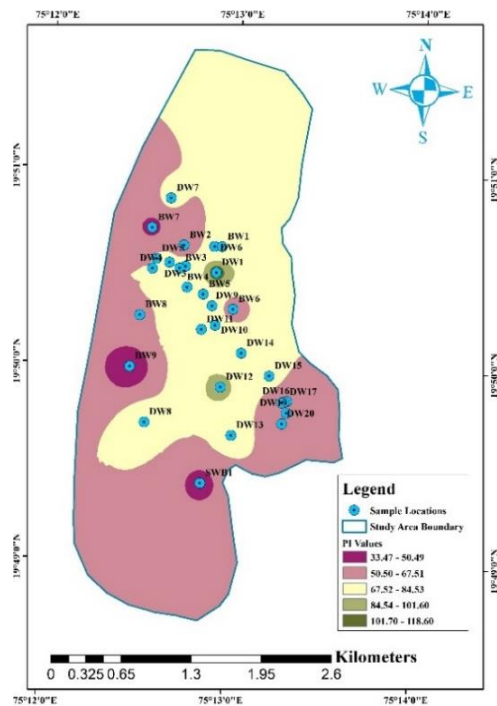 75°12'0"E 75°13'0"E 75°14'0"E
N
W E
S
19°51'0"N
19°51'0"N
DW7
BW7
BW2 BW1
DW6
BW3 DW1
BW5
DW9 BW6
BW8
DW11
DW10
DW14
19°50'0"N
19°50'0"N
BW9
DW15
DW12
DW16 DW17
DW20
DW8
DW13
SWB1
Legend
Sample Locations
Study Area Boundary
PI Values
33.47 - 50.49
50.50 - 67.51
67.52 - 84.53
84.54 - 101.60
101.70 - 118.60
19°49'0"N
19°49'0"N
Kilometers
0 0.325 0.65 1.3 1.95 2.6
75°12'0"E 75°13'0"E 75°14'0"E